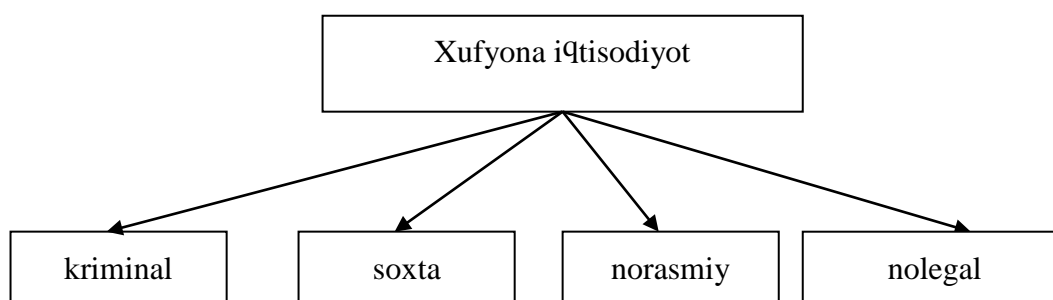 Xufyona iqtisodiyot
kriminal
soxta
norasmiy
nolegal